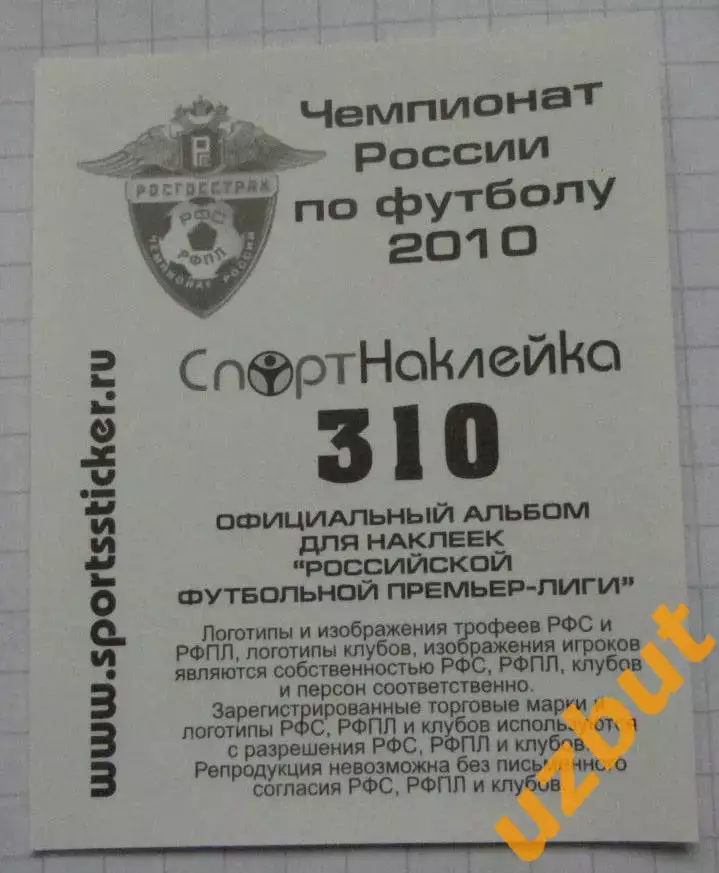 Чемпионат
России
по футболу
2010
РГС
РОСГОССТРАХ
РФС
РФПЛ
ЧЕМПИОНАТ РОССИИ
www.sportssticker.ru
СпортНаклейка
310
ОФИЦИАЛЬНЫЙ АЛЬБОМ
ДЛЯ НАКЛЕЕК
"РОССИЙСКОЙ
ФУТБОЛЬНОЙ ПРЕМЬЕР-ЛИГИ"
Логотипы и изображения трофеев РФС и
РФПЛ, логотипы клубов, изображения игроков
являются собственностью РФС, РФПЛ, клубов
и персон соответственно.
Зарегистрированные торговые марки и
логотипы РФС, РФПЛ и клубов используются
с разрешения РФС, РФПЛ и клубов.
Репродукция невозможна без письменного
согласия РФС, РФПЛ и клубов.
uzbut